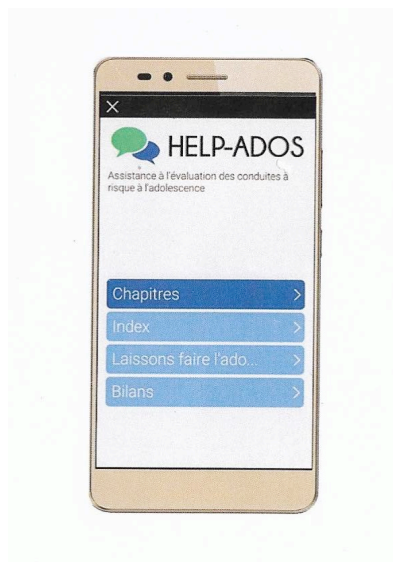 HELP-ADOS
Assistance à l'évaluation des conduites à
risque à l'adolescence
Chapitres
Index
Laissons faire l'ado...
Bilans